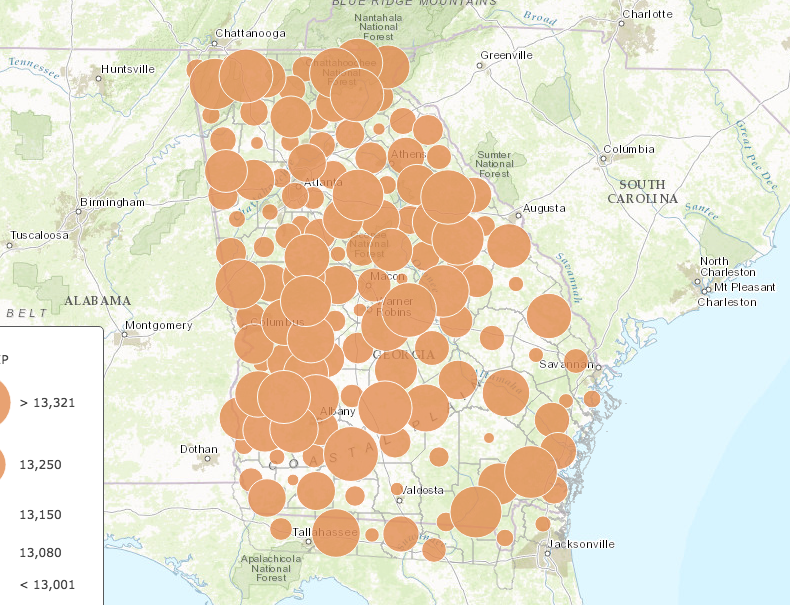 BLUE RIDGE MOUNTAINS
Nantahala
National
Forest
Broad
Charlotte
Chattanooga
Greenville
Tennessee
Huntsville
Chattahoochee
National
Forest
Great Pee Dee
Athens
Sumter
National
Forest
Columbia
Atlanta
SOUTH
CAROLINA
Birmingham
Augusta
Santee
Tuscaloosa
Oconee
National
Forest
Savannah
North
Charleston
Mt Pleasant
Charleston
Macon
ALABAMA
Warner
Robins
BELT
Columbus
Montgomery
GEORGIA
P
Savannah
Altamaha
> 13,321
Albany
COASTAL PL
Dothan
13,250
Valdosta
13,150
Tallahassee
Jacksonville
13,080
Apalachicola
National
Forest
< 13,001